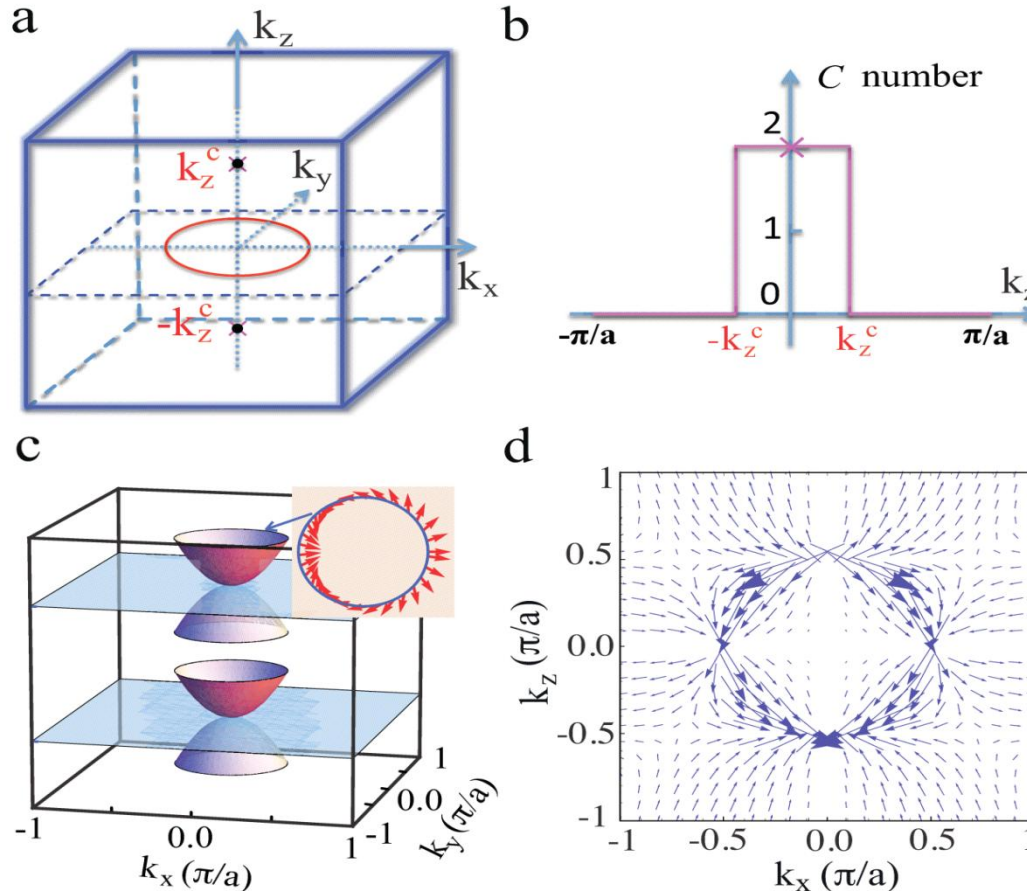 a
k_z
k_z^c
k_y
k_x
-k_z^c
b
C number
2
1
0
k_z
-π/a
-k_z^c
k_z^c
π/a
c
-1
0.0
1
k_x (π/a)
-1
0.0
1
k_y (π/a)
d
1
0.5
0.0
-0.5
-1
k_z (π/a)
-1
-0.5
0.0
0.5
1
k_x (π/a)